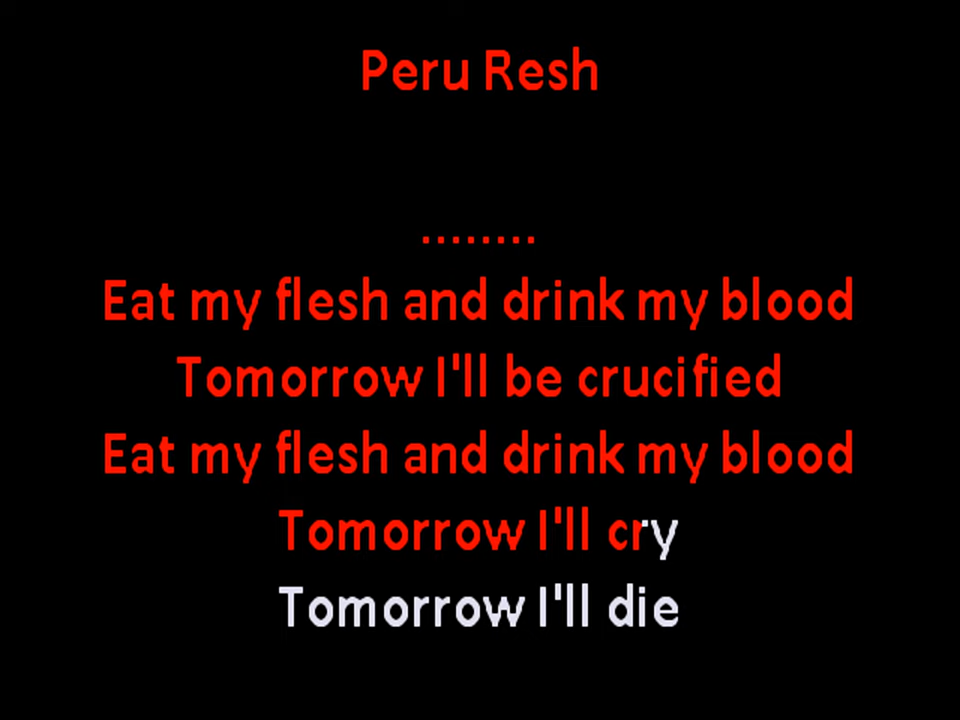 Peru Resh
........
Eat my flesh and drink my blood
Tomorrow I'll be crucified
Eat my flesh and drink my blood
Tomorrow I'll cry
Tomorrow I'll die